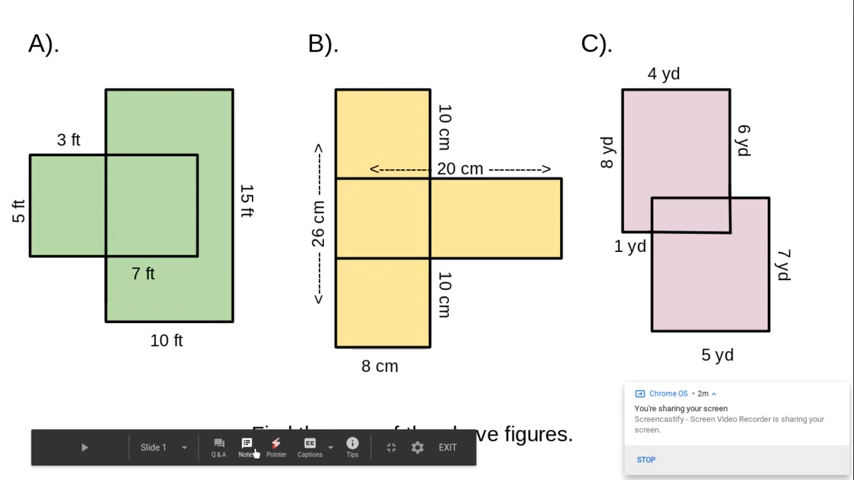 A).
B).
C).
4 yd
3 ft
10 cm
6 yd
8 yd
<---------- 20 cm ---------->
5 ft
15 ft
<-------- 26 cm -------->
1 yd
7 ft
10 cm
7 yd
10 ft
8 cm
5 yd
ve figures.
Slide 1
Q & A
Notes
Pointer
Captions
Tips
EXIT
Chrome OS • 2m
You're sharing your screen
Screencastify - Screen Video Recorder is sharing your
screen.
STOP